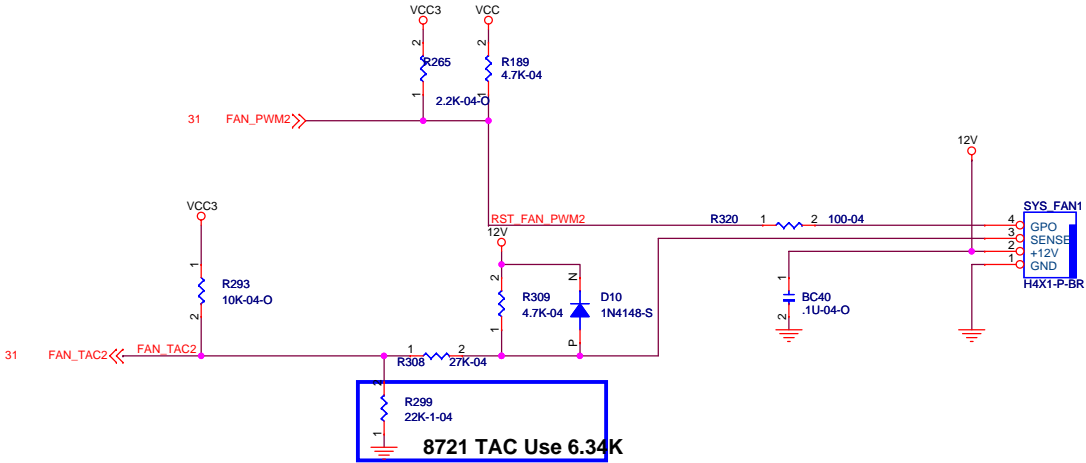 VCC3
VCC
2
2
R265
R189
4.7K-04
1
1
2.2K-04-O
31
FAN_PWM2
12V
VCC3
SYS_FAN1
RST_FAN_PWM2
R320
1
2
100-04
4
GPO
12V
3
SENSE
2
+12V
1
GND
1
2
N
1
H4X1-P-BR
R293
10K-04-O
R309
4.7K-04
D10
1N4148-S
BC40
.1U-04-O
2
1
P
2
31
FAN_TAC2
FAN_TAC2
1
2
R308
27K-04
2
R299
22K-1-04
1
8721 TAC Use 6.34K